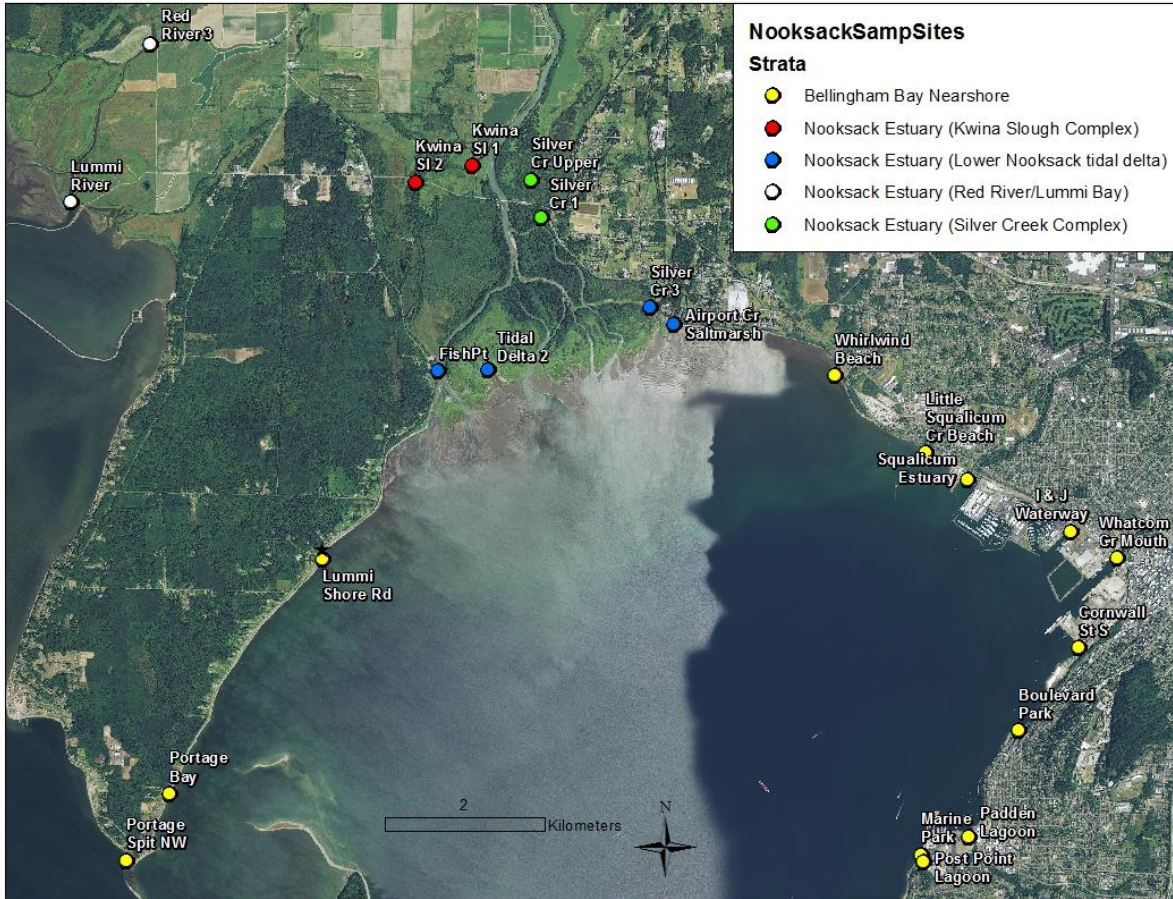 NooksackSampSites
Strata
Bellingham Bay Nearshore
Nooksack Estuary (Kwina Slough Complex)
Nooksack Estuary (Lower Nooksack tidal delta)
Nooksack Estuary (Red River/Lummi Bay)
Nooksack Estuary (Silver Creek Complex)
Red
River 3
Lummi
River
Kwina
Sl 2
Kwina
Sl 1
Silver
Cr Upper
Silver
Cr 1
Silver
Cr 3
Airport Cr
Saltmarsh
FishPt
Tidal
Delta 2
Whirlwind
Beach
Little
Squalicum
Cr Beach
Squalicum
Estuary
I & J
Waterway
Whatcom
Cr Mouth
Cornwall
St S
Boulevard
Park
Lummi
Shore Rd
Portage
Bay
Portage
Spit NW
2
Kilometers
N
Marine
Park
Padden
Lagoon
Post Point
Lagoon